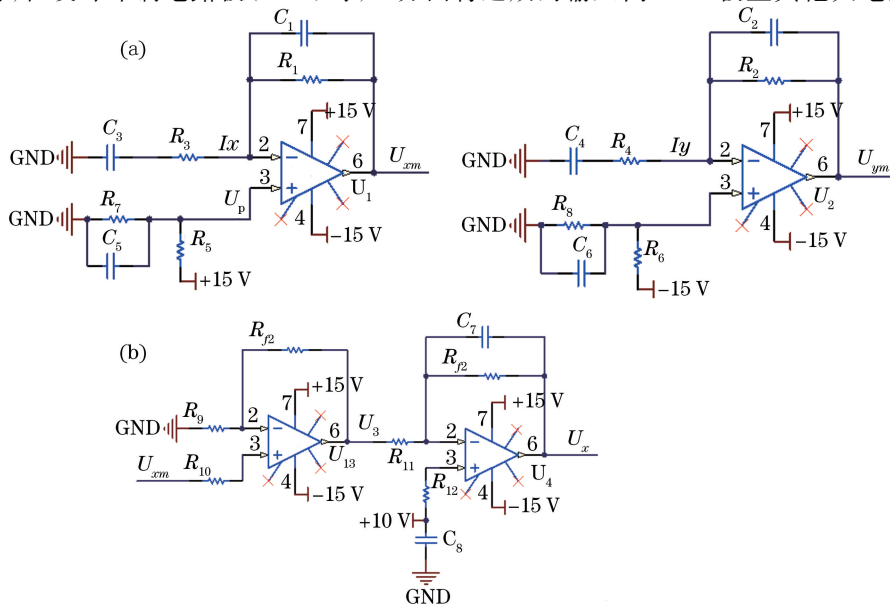 (a)
C1
R1
+15 V
7
C3
R3
Ix
2
GND
6
Uxm
3
U1
Up
GND
R7
4
C5
R5
-15 V
+15 V
C2
R2
+15 V
7
C4
R4
Iy
2
GND
6
Uym
3
U2
GND
R8
4
C6
R6
-15 V
-15 V
(b)
Rf2
+15 V
7
R9
2
GND
6
U3
3
U13
Uxm
R10
4
-15 V
C7
Rf2
+15 V
7
R11
2
6
Ux
3
U4
R12
4
-15 V
+10 V
C8
GND